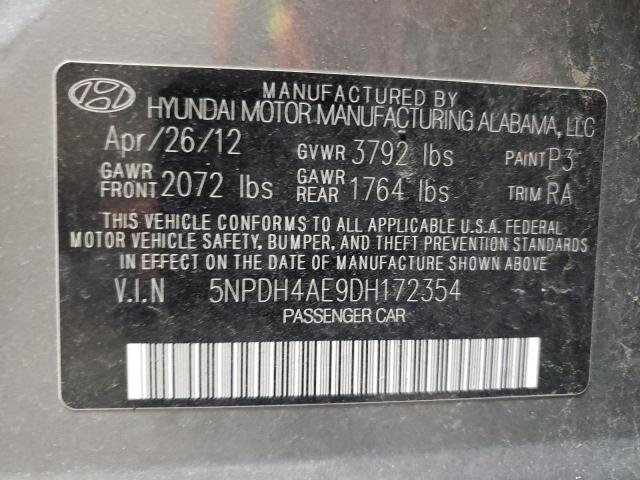 MANUFACTURED BY
HYUNDAI MOTOR MANUFACTURING ALABAMA, LLC
Apr/26/12 GVWR 3792 lbs PAINT P3
GAWR FRONT 2072 lbs GAWR REAR 1764 lbs TRIM RA
THIS VEHICLE CONFORMS TO ALL APPLICABLE U.S.A. FEDERAL
MOTOR VEHICLE SAFETY, BUMPER, AND THEFT PREVENTION STANDARDS
IN EFFECT ON THE DATE OF MANUFACTURE SHOWN ABOVE.
V.I.N 5NPDH4AE9DH172354
PASSENGER CAR